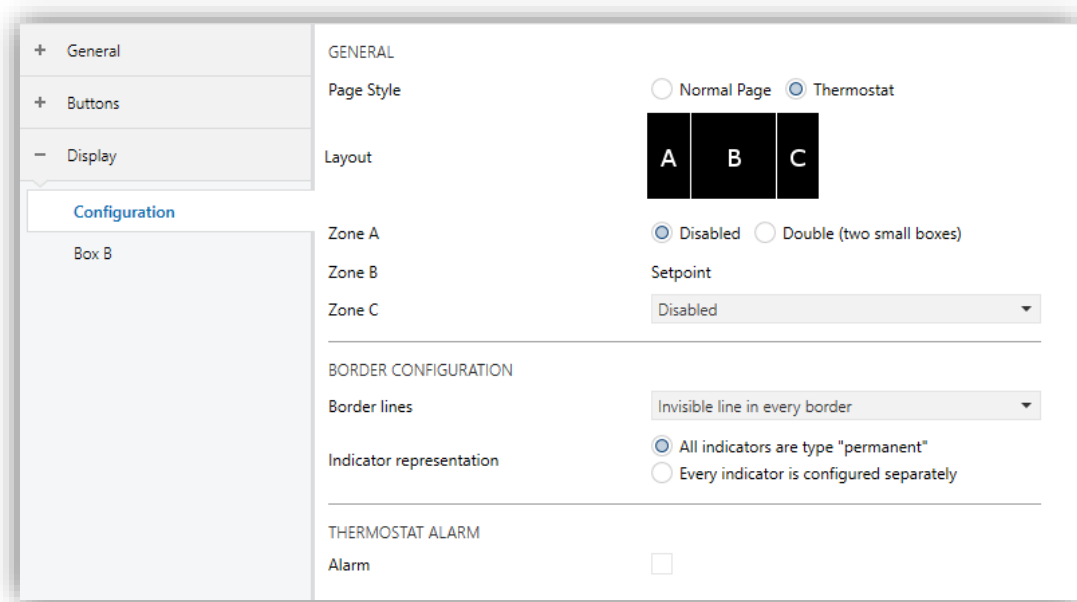 + General
+ Buttons
− Display
Configuration
Box B
GENERAL
Page Style Normal Page Thermostat
Layout A B C
Zone A Disabled Double (two small boxes)
Zone B Setpoint
Zone C Disabled
BORDER CONFIGURATION
Border lines Invisible line in every border
Indicator representation All indicators are type "permanent"
Every indicator is configured separately
THERMOSTAT ALARM
Alarm